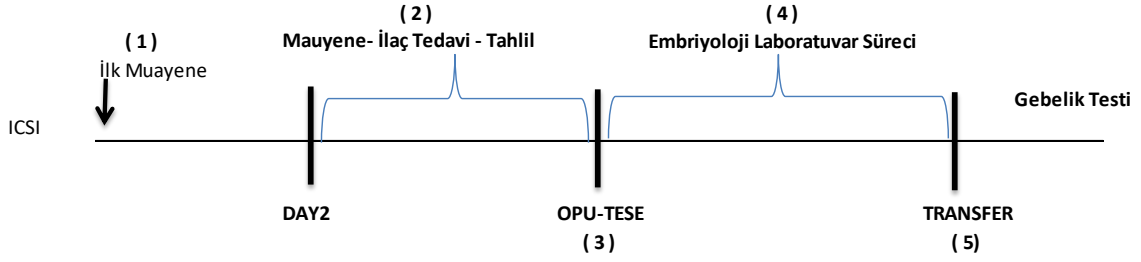 ( 2 )
( 4 )
( 1 )
Mauyene- İlaç Tedavi - Tahlil
Embriyoloji Laboratuvar Süreci
İlk Muayene
Gebelik Testi
ICSI
DAY2
OPU-TESE
TRANSFER
( 3 )
( 5)